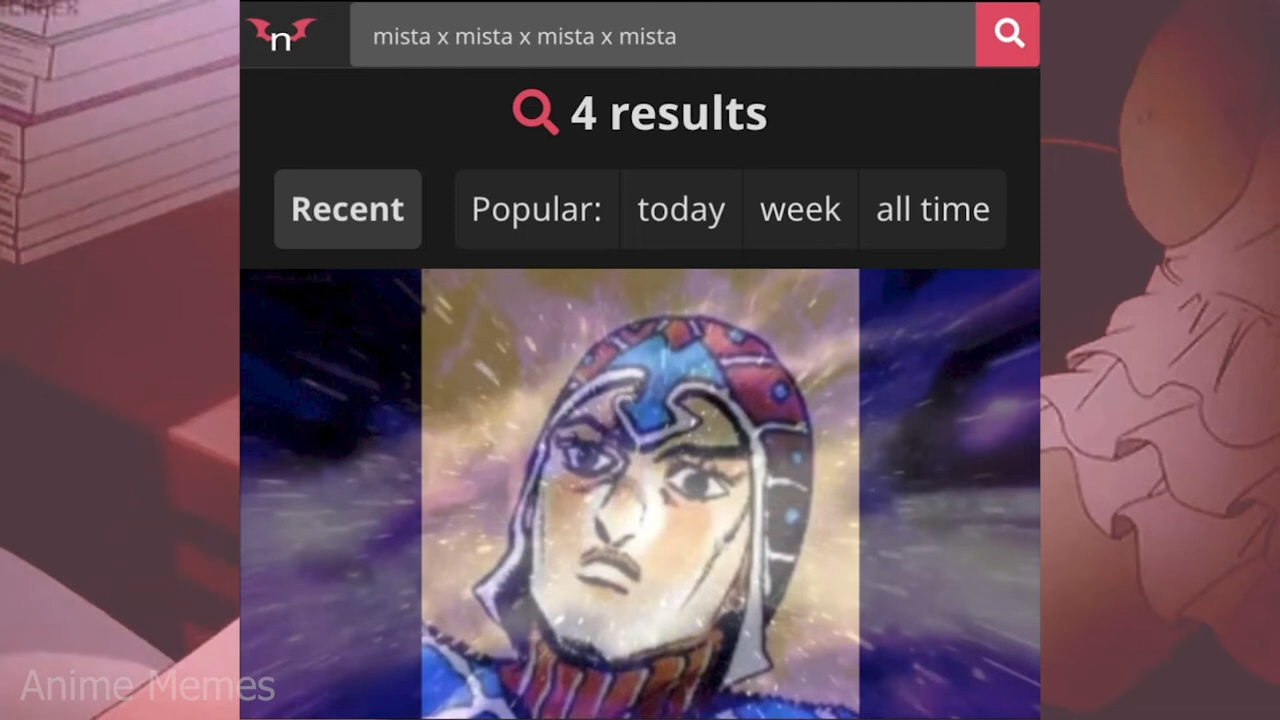 n
mista x mista x mista x mista
4 results
Recent
Popular: today week all time
Anime Memes